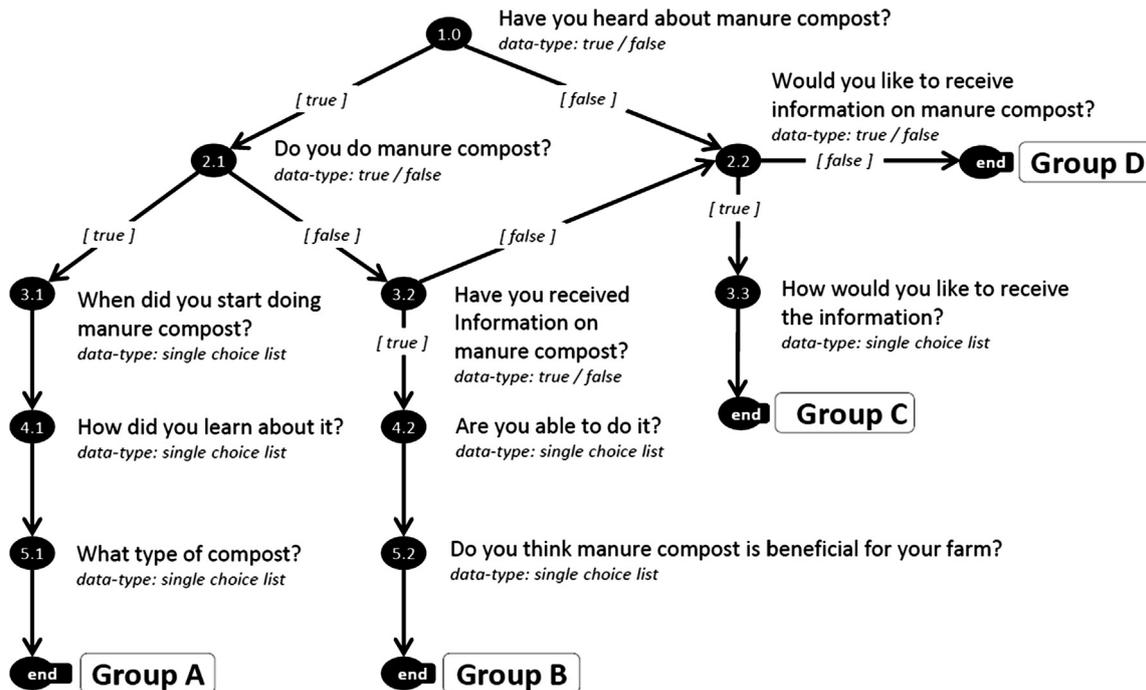 1.0
Have you heard about manure compost?
data-type: true / false
[ true ]
[ false ]
Would you like to receive
information on manure compost?
data-type: true / false
2.1
Do you do manure compost?
data-type: true / false
2.2
[ false ]
end
Group D
[ true ]
[ false ]
[ false ]
[ true ]
3.1
When did you start doing
manure compost?
data-type: single choice list
3.2
Have you received
Information on
manure compost?
data-type: true / false
[ true ]
3.3
How would you like to receive
the information?
data-type: single choice list
end
Group C
4.1
How did you learn about it?
data-type: single choice list
4.2
Are you able to do it?
data-type: single choice list
5.1
What type of compost?
data-type: single choice list
5.2
Do you think manure compost is beneficial for your farm?
data-type: single choice list
end
Group A
end
Group B